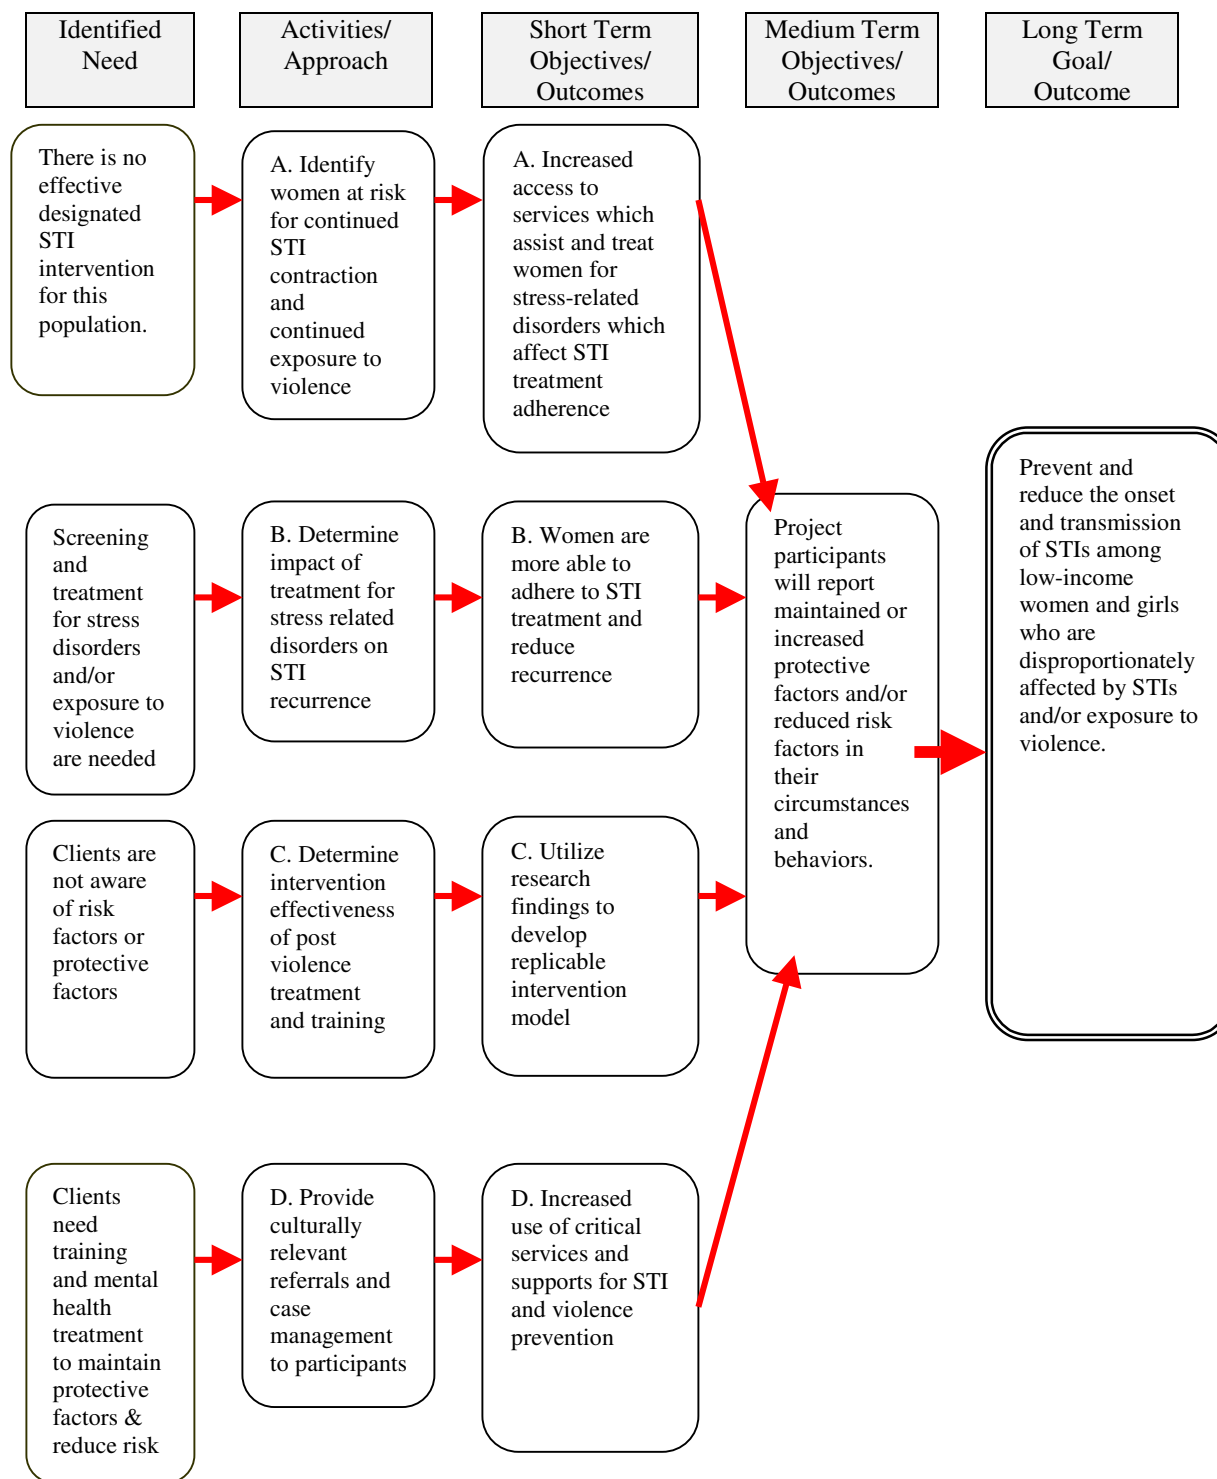 Identified
Need
Activities/
Approach
Short Term
Objectives/
Outcomes
Medium Term
Objectives/
Outcomes
Long Term
Goal/
Outcome
There is no
effective
designated
STI
intervention
for this
population.
A. Identify
women at risk
for continued
STI
contraction
and
continued
exposure to
violence
A. Increased
access to
services which
assist and treat
women for
stress-related
disorders which
affect STI
treatment
adherence
Screening
and
treatment
for stress
disorders
and/or
exposure to
violence
are needed
B. Determine
impact of
treatment for
stress related
disorders on
STI
recurrence
B. Women are
more able to
adhere to STI
treatment and
reduce
recurrence
Clients are
not aware
of risk
factors or
protective
factors
C. Determine
intervention
effectiveness
of post
violence
treatment
and training
C. Utilize
research
findings to
develop
replicable
intervention
model
Clients
need
training
and mental
health
treatment
to maintain
protective
factors &
reduce risk
D. Provide
culturally
relevant
referrals and
case
management
to participants
D. Increased
use of critical
services and
supports for STI
and violence
prevention
Project
participants
will report
maintained or
increased
protective
factors and/or
reduced risk
factors in
their
circumstances
and
behaviors.
Prevent and
reduce the onset
and transmission
of STIs among
low-income
women and girls
who are
disproportionately
affected by STIs
and/or exposure to
violence.